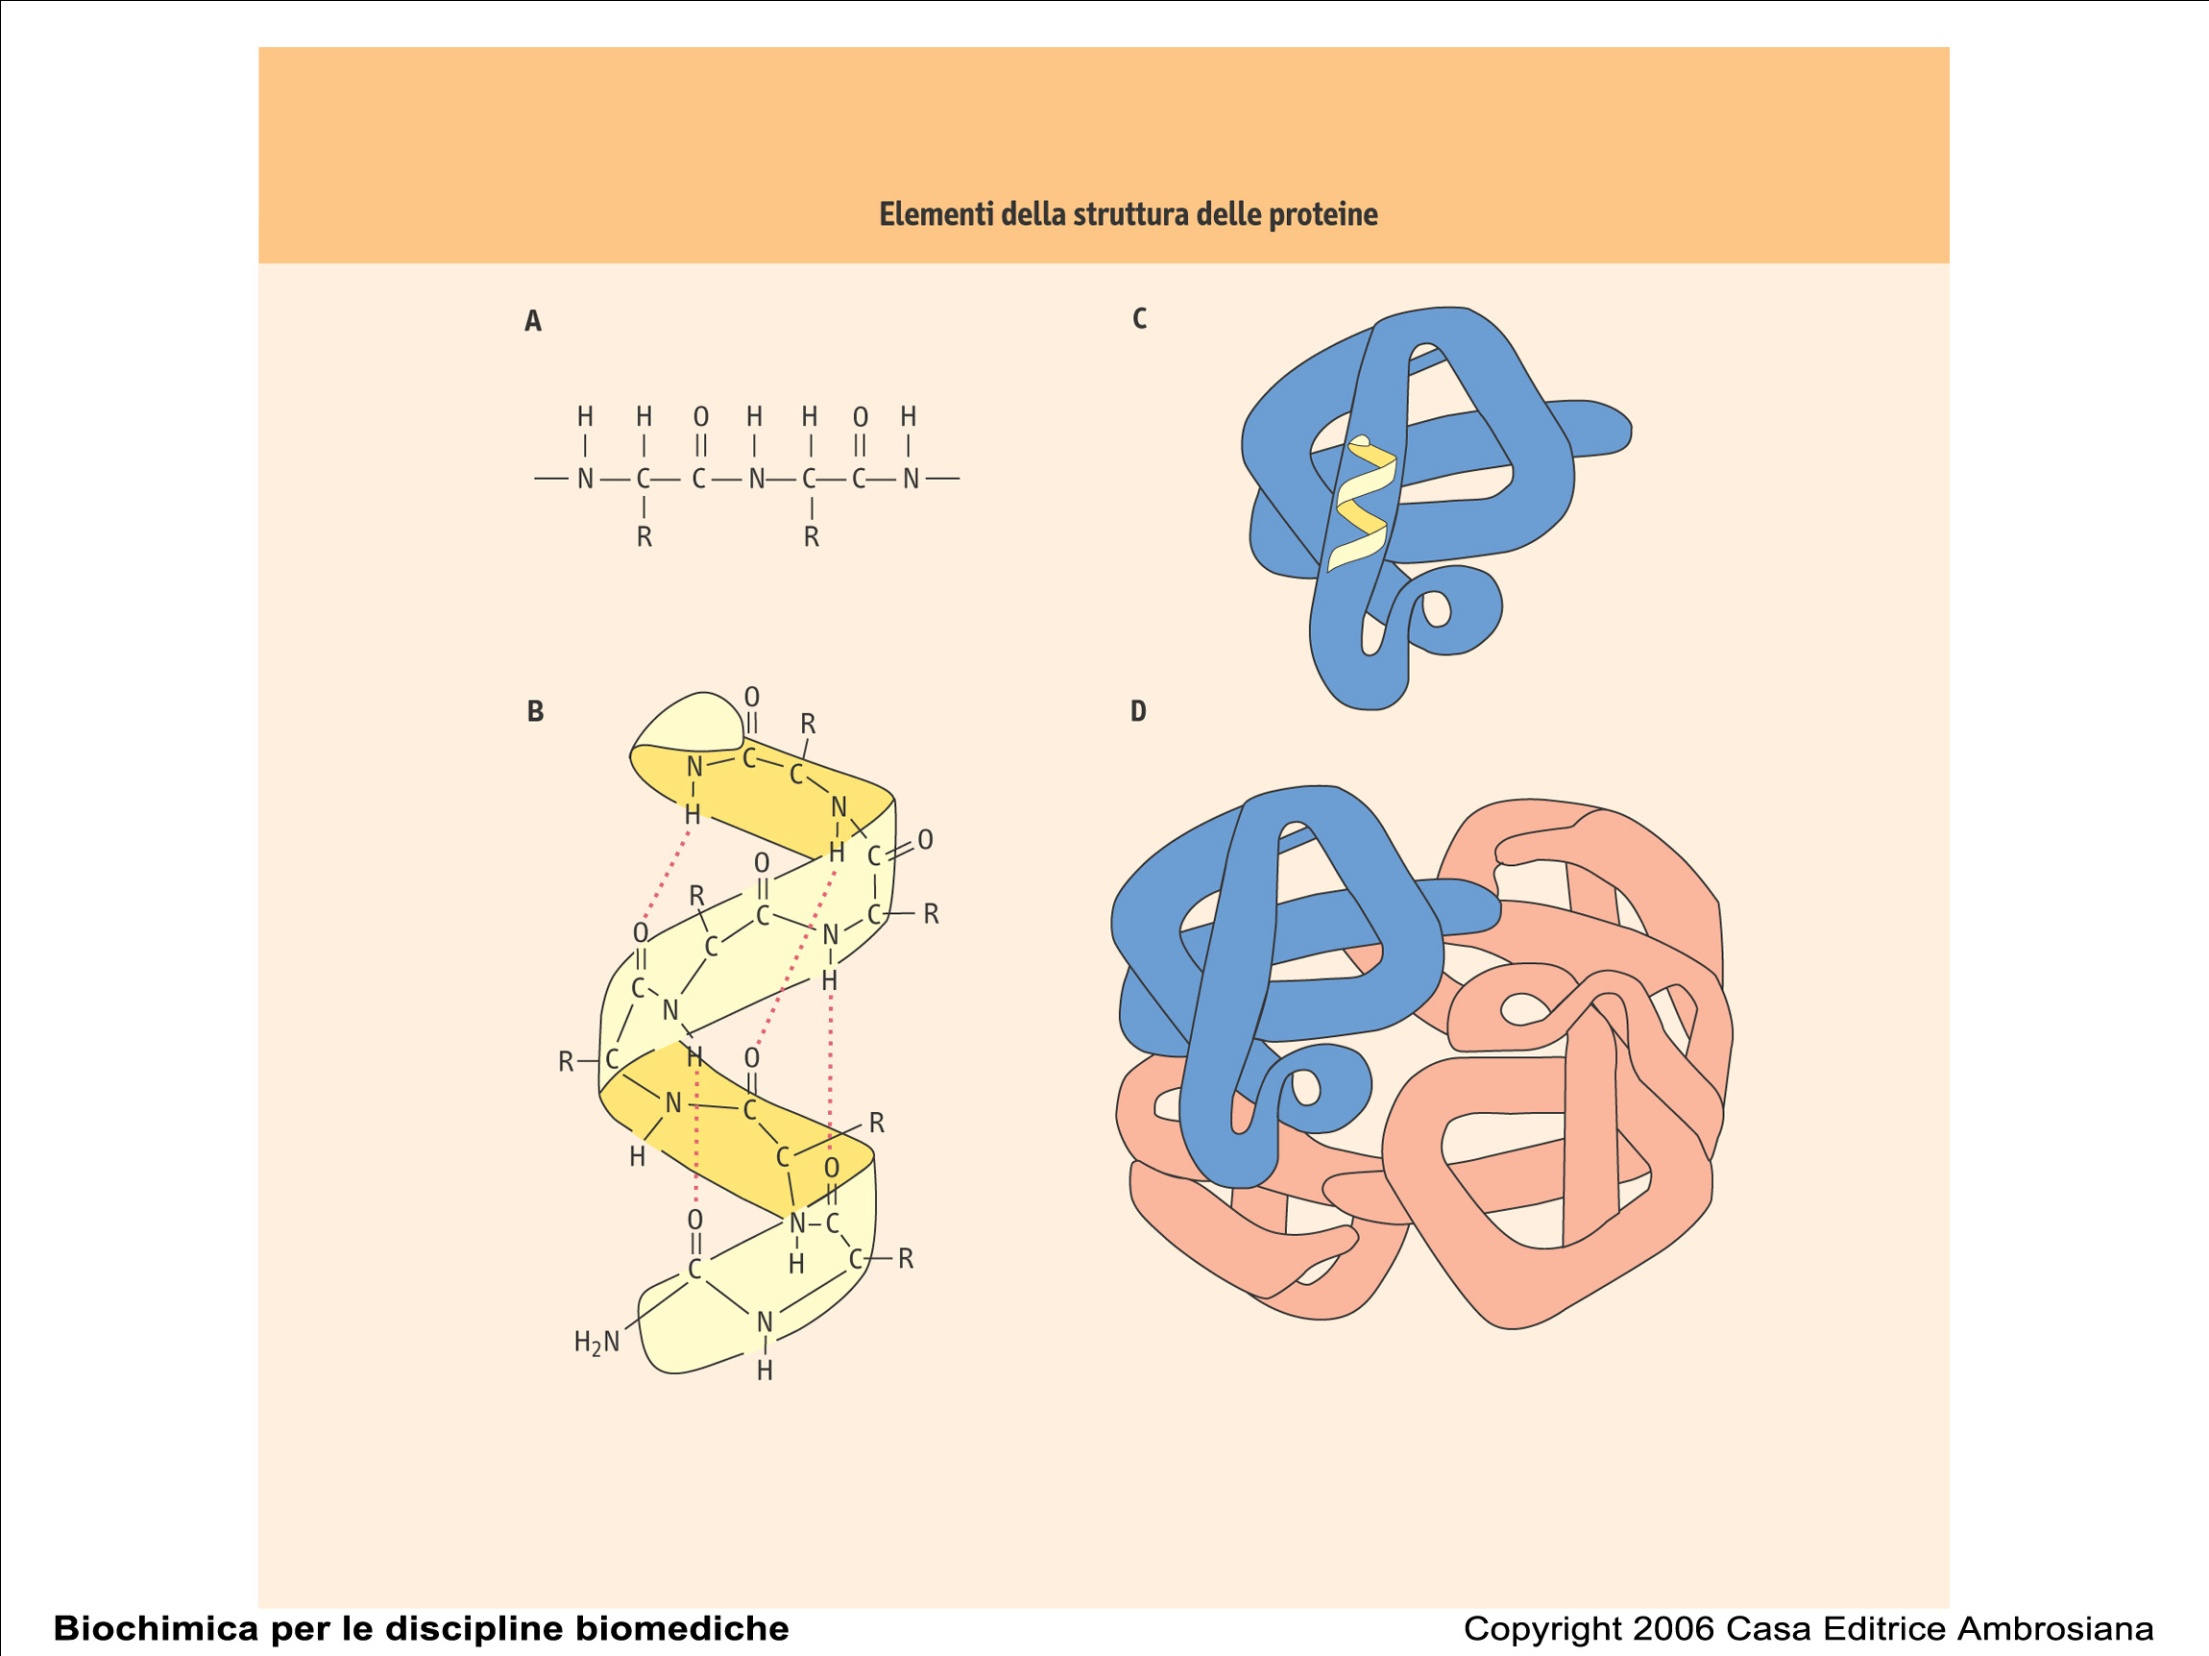 Elementi della struttura delle proteine
A
H H O H H O H
N C C N C C N
R R
B
O
R
N C C
H N
H C O
O
R C C R
O C N
C N H
R C H O
N C R
H C O
O N C
C H C R
H₂N N
H
C
D
Biochimica per le discipline biomediche
Copyright 2006 Casa Editrice Ambrosiana